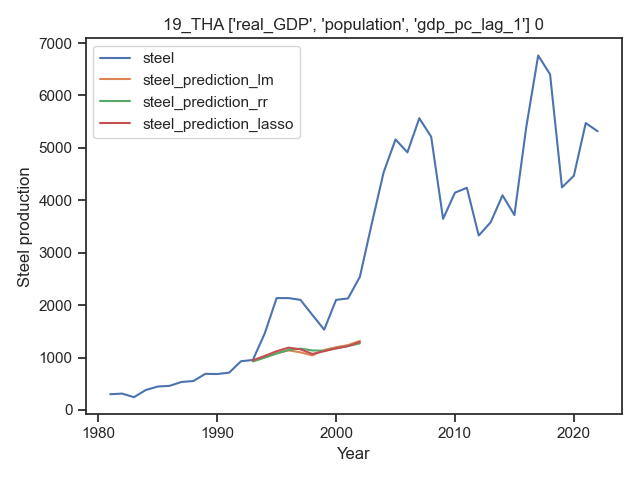 19_THA ['real_GDP', 'population', 'gdp_pc_lag_1'] 0
7000
6000
5000
4000
3000
2000
1000
0
Steel production
steel
steel_prediction_lm
steel_prediction_rr
steel_prediction_lasso
1980
1990
2000
2010
2020
Year